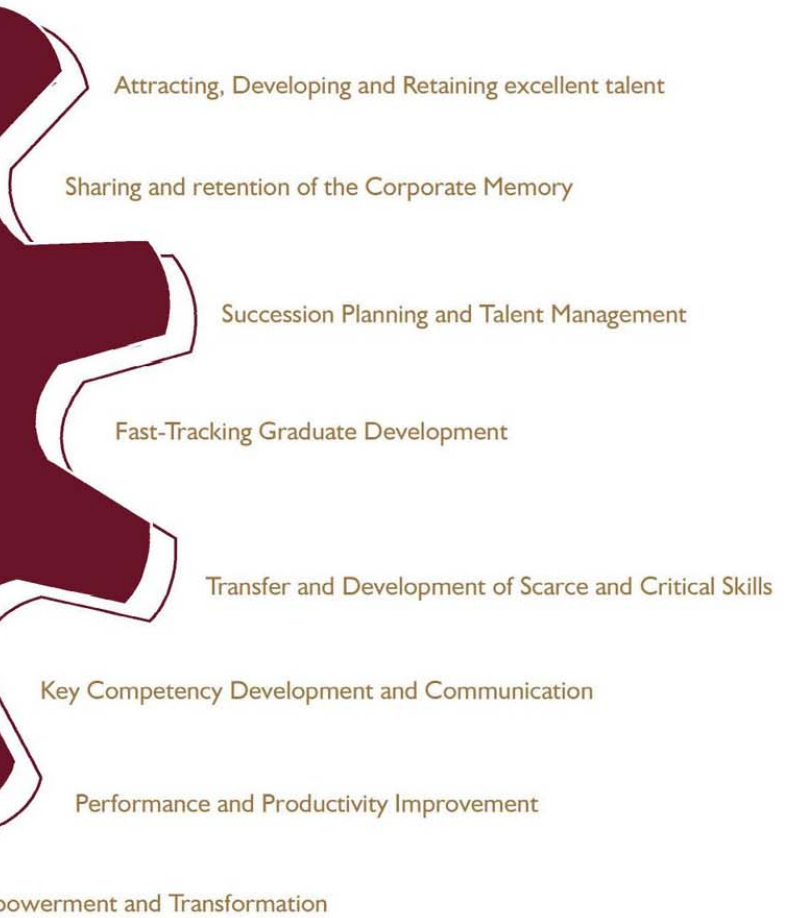 Attracting, Developing and Retaining excellent talent
Sharing and retention of the Corporate Memory
Succession Planning and Talent Management
Fast-Tracking Graduate Development
Transfer and Development of Scarce and Critical Skills
Key Competency Development and Communication
Performance and Productivity Improvement
powerment and Transformation